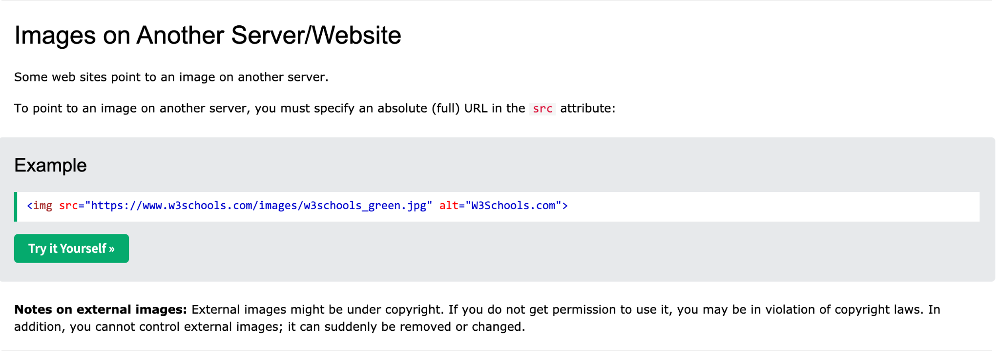 Images on Another Server/Website
Some web sites point to an image on another server.
To point to an image on another server, you must specify an absolute (full) URL in the src attribute:
Example
<img src="https://www.w3schools.com/images/w3schools_green.jpg" alt="W3Schools.com">
Try it Yourself »
Notes on external images: External images might be under copyright. If you do not get permission to use it, you may be in violation of copyright laws. In
addition, you cannot control external images; it can suddenly be removed or changed.